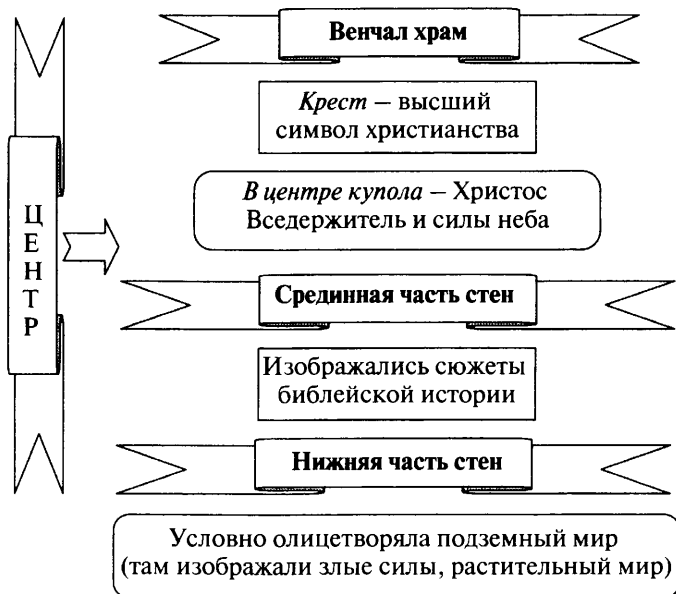 ЦЕНТР
Венчал храм
Крест – высший
символ христианства
В центре купола – Христос
Вседержитель и силы неба
Срединная часть стен
Изображались сюжеты
библейской истории
Нижняя часть стен
Условно олицетворяла подземный мир
(там изображали злые силы, растительный мир)